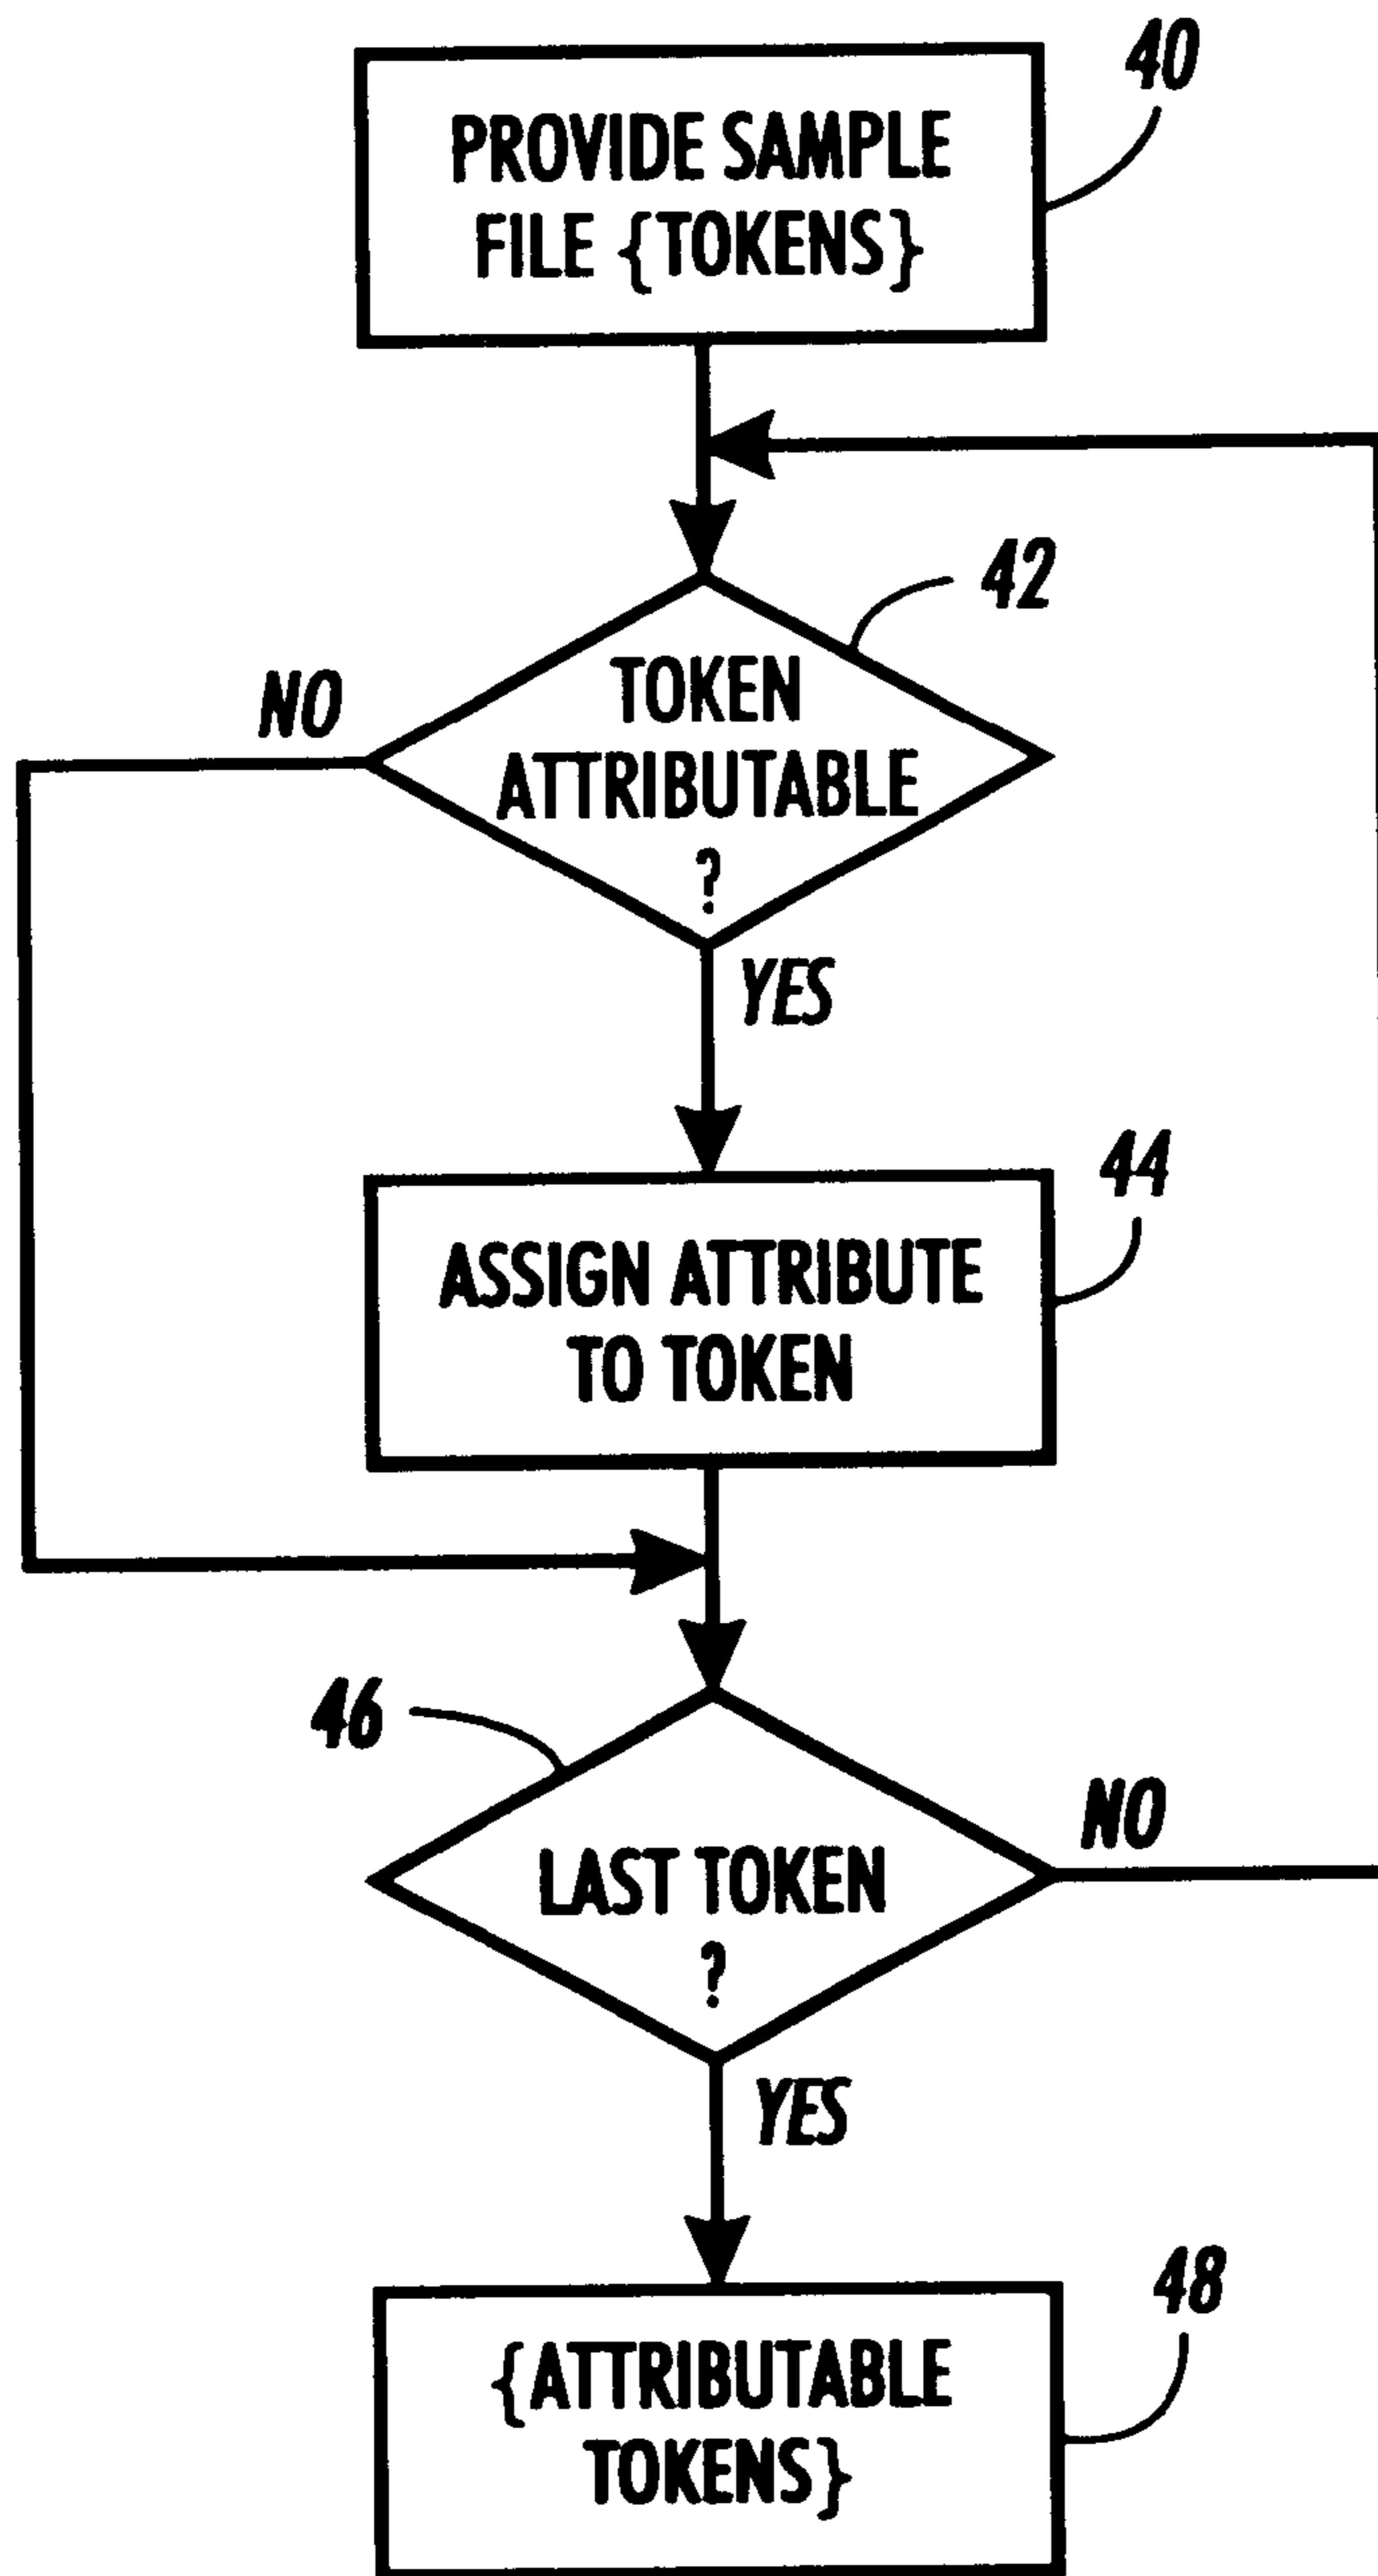 40
PROVIDE SAMPLE
FILE {TOKENS}
42
NO
TOKEN
ATTRIBUTABLE
?
YES
44
ASSIGN ATTRIBUTE
TO TOKEN
46
NO
LAST TOKEN
?
YES
48
{ATTRIBUTABLE
TOKENS}